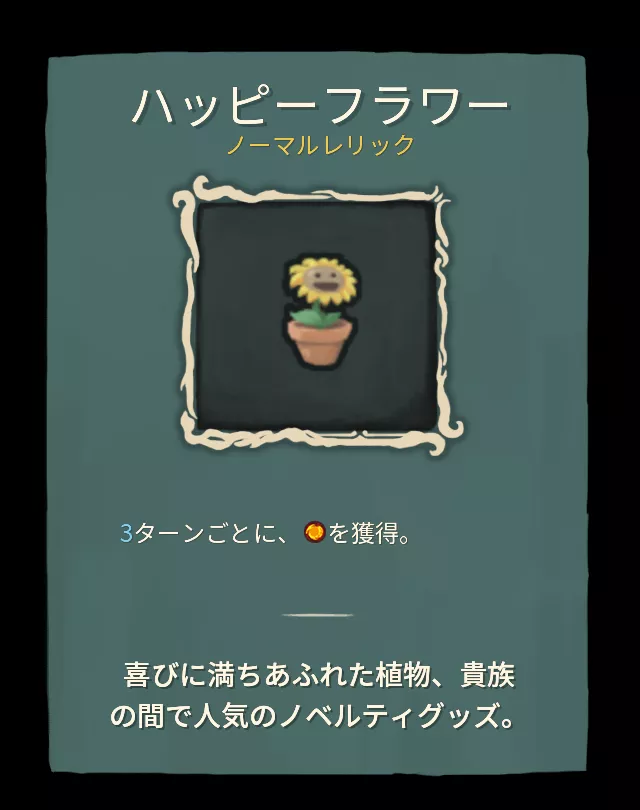 ハッピーフラワー
ノーマルレリック
3ターンごとに、を獲得。
喜びに満ちあふれた植物、貴族
の間で人気のノベルティグッズ。